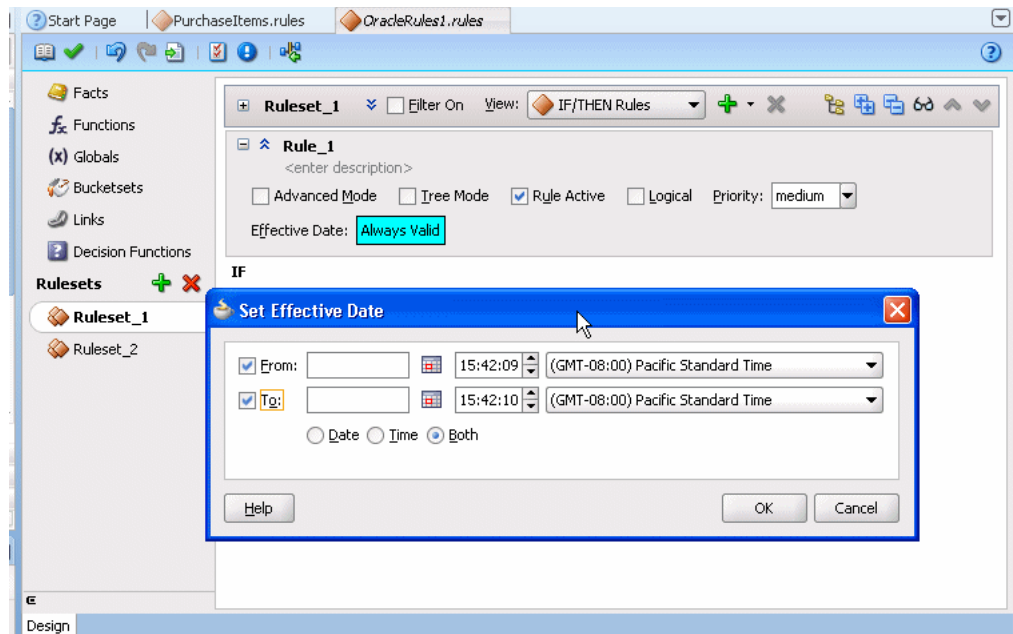 Start Page PurchaseItems.rules OracleRules1.rules
Facts
Functions
Globals
Bucketsets
Links
Decision Functions
Rulesets
Ruleset_1
Ruleset_2
Ruleset_1 Filter On View: IF/THEN Rules
Rule_1
<enter description>
Advanced Mode Tree Mode Rule Active Logical Priority: medium
Effective Date: Always Valid
IF
Set Effective Date
From: 15:42:09 (GMT-08:00) Pacific Standard Time
To: 15:42:10 (GMT-08:00) Pacific Standard Time
Date Time Both
Help OK Cancel
Design